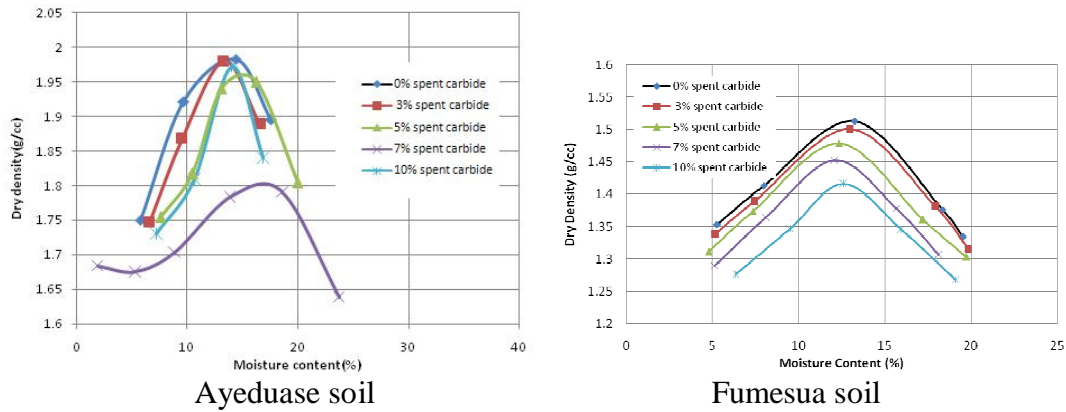 2.05
2
1.95
1.9
1.85
1.8
1.75
1.7
1.65
1.6
Dry density(g/cc)
0% spent carbide
3% spent carbide
5% spent carbide
7% spent carbide
10% spent carbide
0 10 20 30 40
Moisture content(%)
Ayeduase soil
1.6
1.55
1.5
1.45
1.4
1.35
1.3
1.25
1.2
Dry Density (g/cc)
0% spent carbide
3% spent carbide
5% spent carbide
7% spent carbide
10% spent carbide
0 5 10 15 20 25
Moisture Content (%)
Fumesua soil